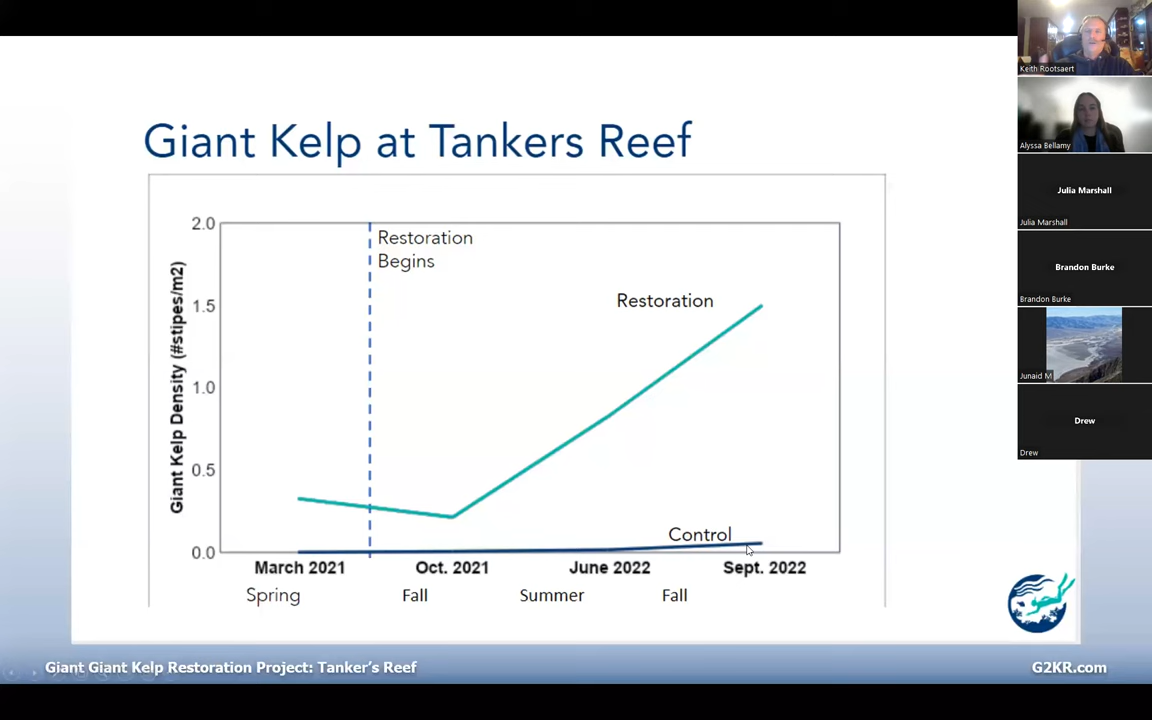 Giant Kelp at Tankers Reef
Giant Kelp Density (#stipes/m2)
2.0
1.5
1.0
0.5
0.0
Restoration
Begins
Restoration
Control
March 2021
Oct. 2021
June 2022
Sept. 2022
Spring
Fall
Summer
Fall
Giant Giant Kelp Restoration Project: Tanker's Reef
G2KR.com
Keith Rootsaert
Alyssa Bellamy
Julia Marshall
Julia Marshall
Brandon Burke
Brandon Burke
Junaid M
Drew
Drew